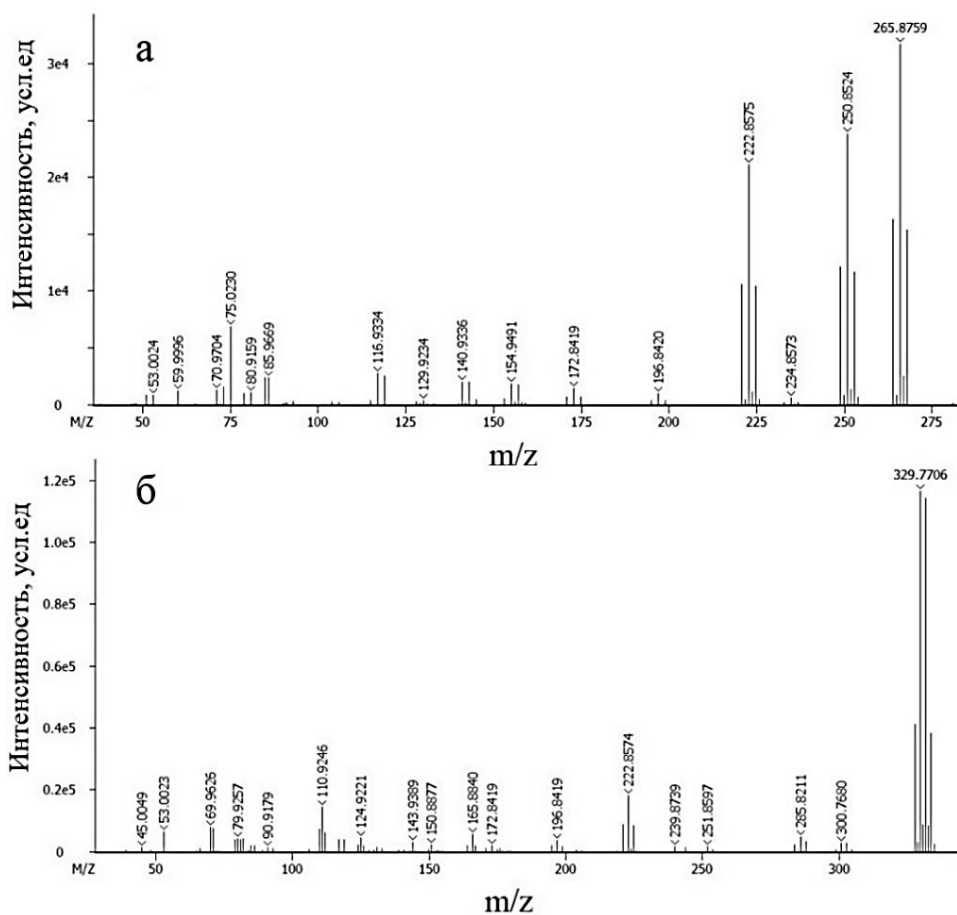 а
265.8759
250.8524
222.8575
Интенсивность, усл.ед
3e4
2e4
1e4
0
53.0024
59.9996
70.9704
75.0230
80.9159
85.9669
116.9334
129.9234
140.9336
154.9491
172.8419
196.8420
234.8573
M/Z 50 75 100 125 150 175 200 225 250 275
m/z
б
329.7706
Интенсивность, усл.ед
1.2e5
1.0e5
0.8e5
0.6e5
0.4e5
0.2e5
0
45.0049
53.0023
69.9626
79.9257
90.9179
110.9246
124.9221
143.9389
150.8877
165.8840
172.8419
196.8419
222.8574
239.8739
251.8597
285.8211
300.7680
M/Z 50 100 150 200 250 300
m/z